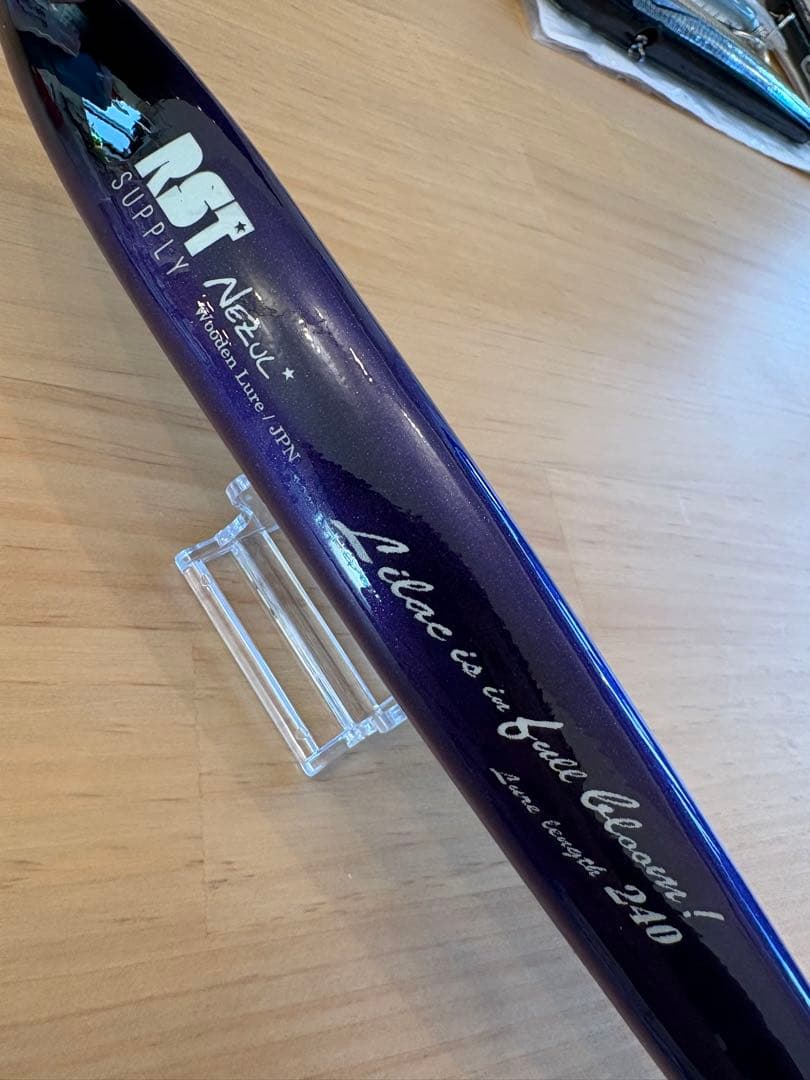 RST
SUPPLY
NEZUL
Wooden Lure / JPN
Lilac is in full bloom!
Lure length 240